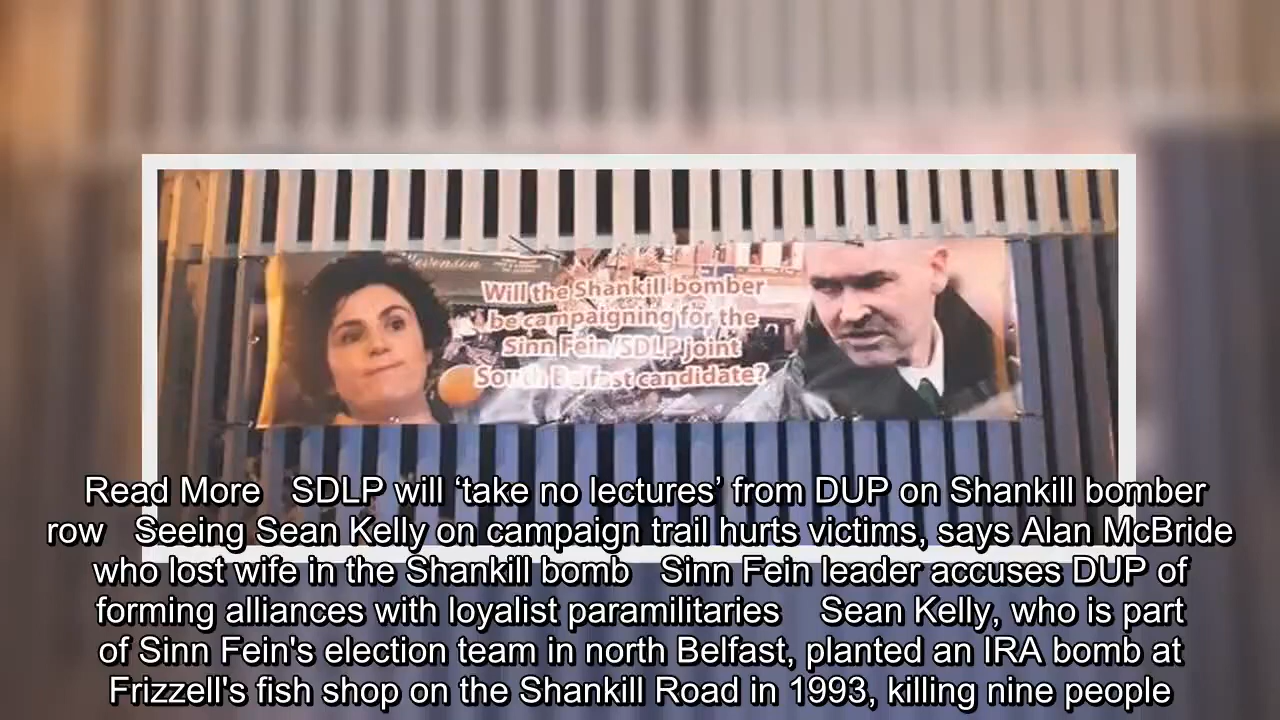 Stevenson
Will the Shankill bomber
be campaigning for the
Sinn Fein/SDLP joint
South Belfast candidate?
Read More SDLP will ‘take no lectures’ from DUP on Shankill bomber
row Seeing Sean Kelly on campaign trail hurts victims, says Alan McBride
who lost wife in the Shankill bomb Sinn Fein leader accuses DUP of
forming alliances with loyalist paramilitaries Sean Kelly, who is part
of Sinn Fein's election team in north Belfast, planted an IRA bomb at
Frizzell's fish shop on the Shankill Road in 1993, killing nine people